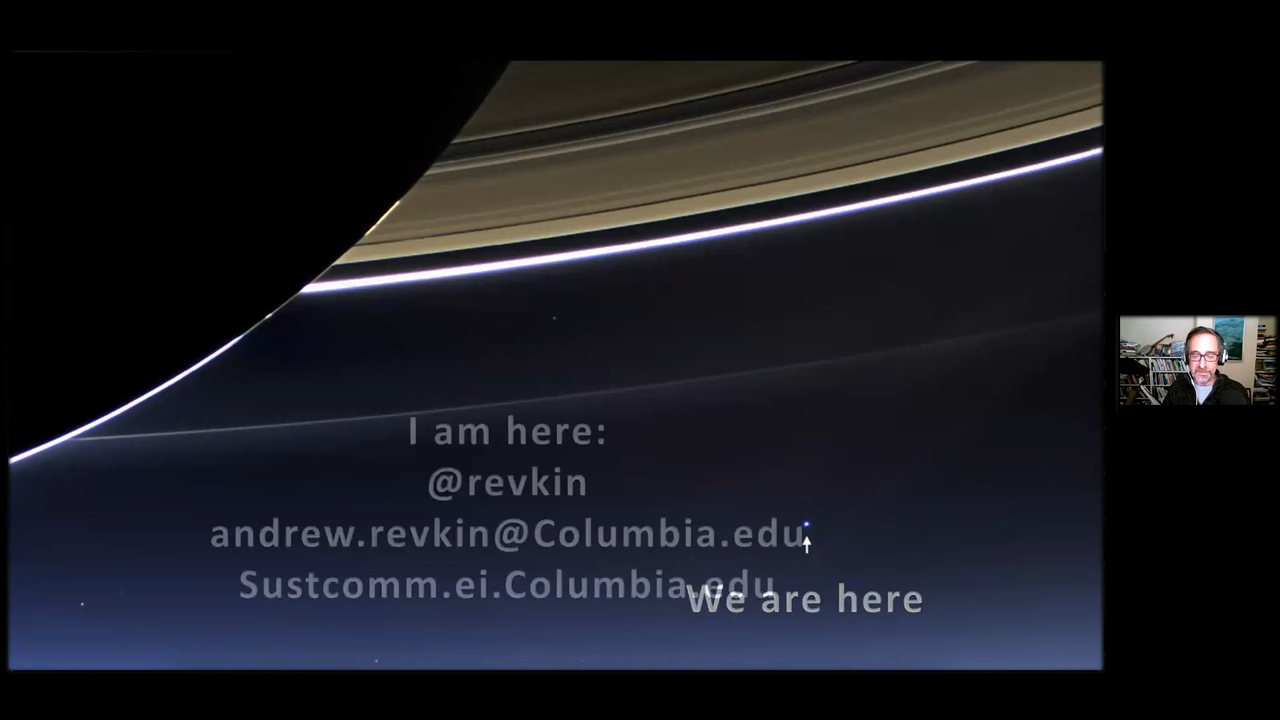 I am here:
@revkin
andrew.revkin@Columbia.edu
Sustcomm.ei.Columbia.edu
We are here